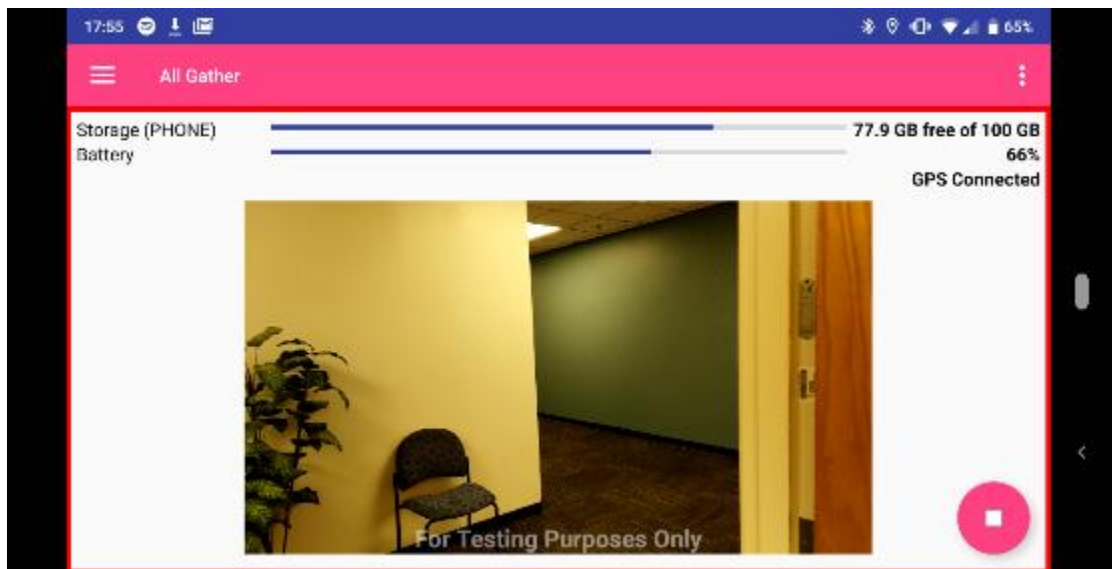 17:55
65%
All Gather
Storage (PHONE) 77.9 GB free of 100 GB
Battery 66%
GPS Connected
For Testing Purposes Only